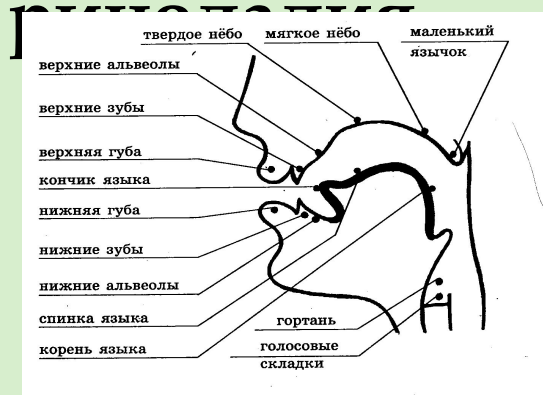 твердое нёбо
мягкое нёбо
маленький
язычок
верхние альвеолы
верхние зубы
верхняя губа
кончик языка
нижняя губа
нижние зубы
нижние альвеолы
спинка языка
корень языка
гортань
голосовые
складки